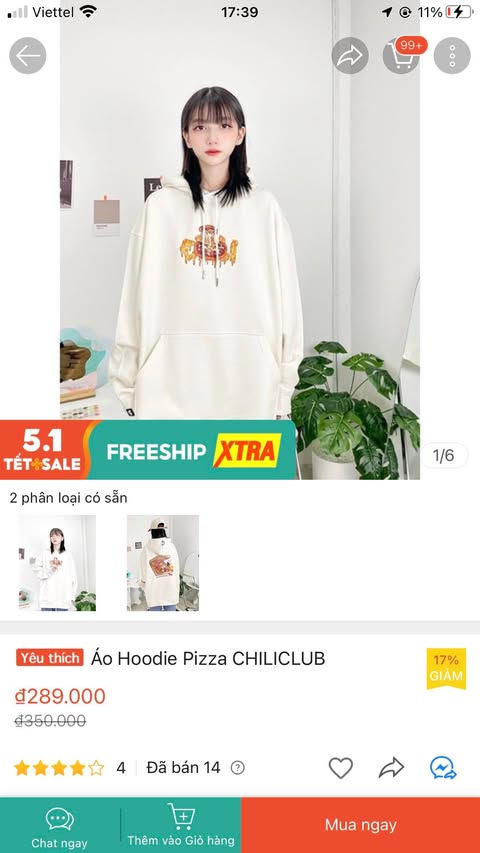 Viettel
17:39
11%
99+
Le
5.1
TẾT SALE
FREESHIP XTRA
1/6
2 phân loại có sẵn
Yêu thích Áo Hoodie Pizza CHILICLUB
17%
GIẢM
₫289.000
₫350.000
4
Đã bán 14
?
Chat ngay
Thêm vào Giỏ hàng
Mua ngay